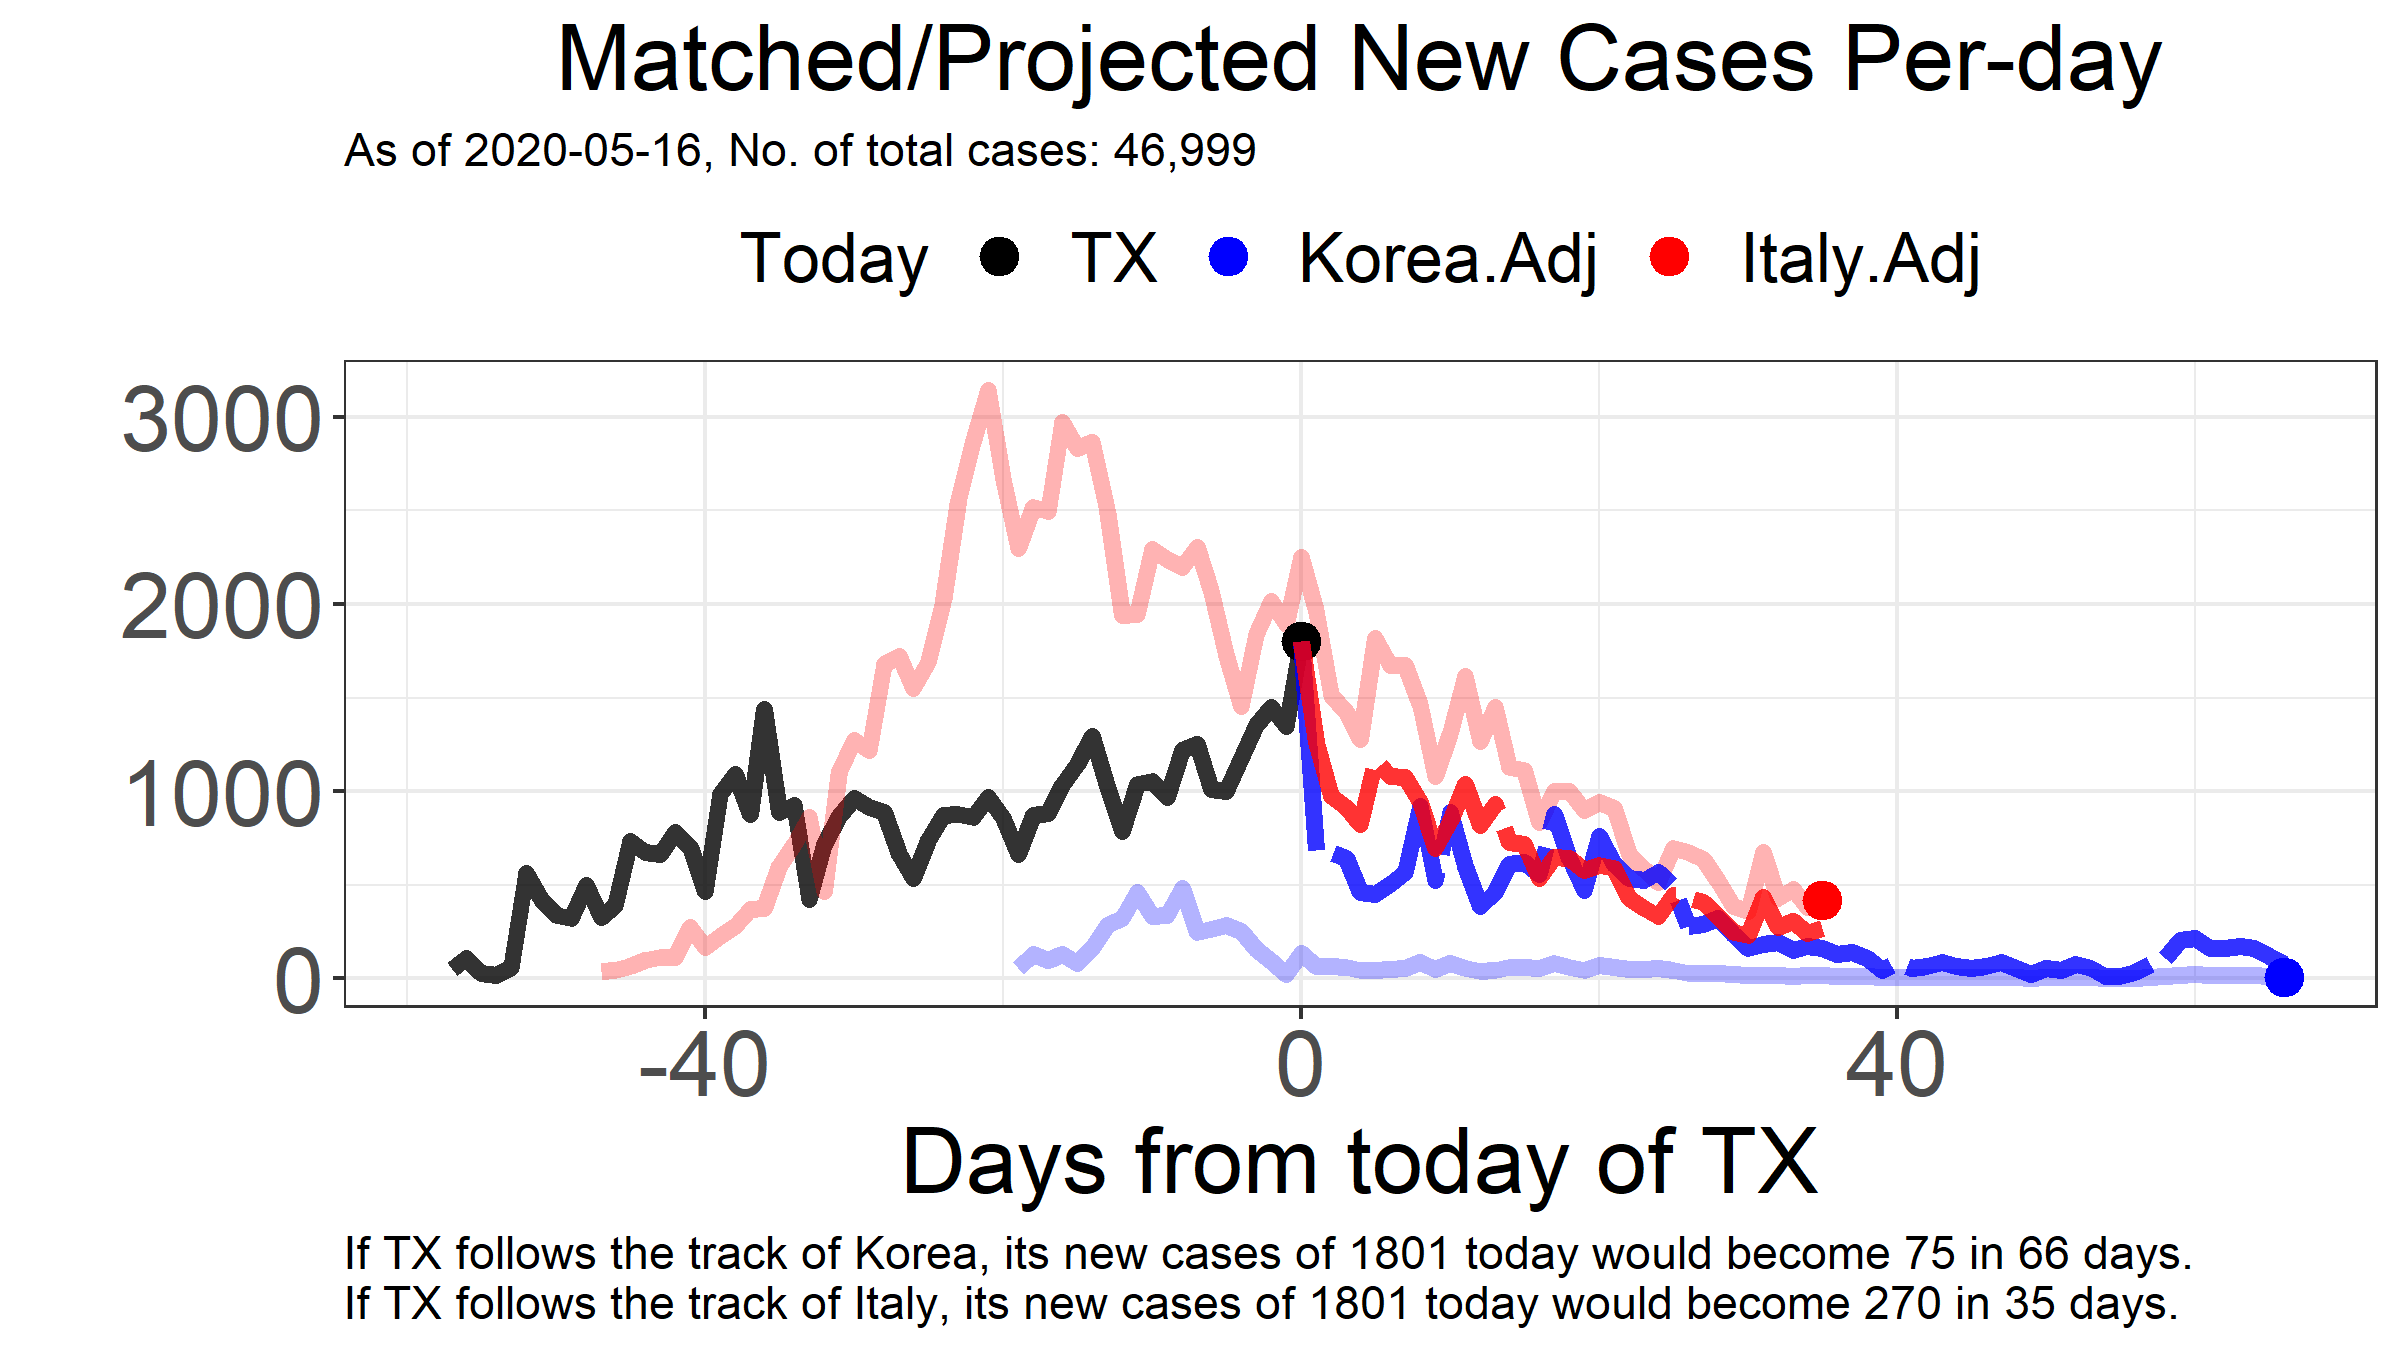 Matched/Projected New Cases Per-day
As of 2020-05-16, No. of total cases: 46,999
Today TX Korea.Adj Italy.Adj
3000
2000
1000
0
-40 0 40
Days from today of TX
If TX follows the track of Korea, its new cases of 1801 today would become 75 in 66 days.
If TX follows the track of Italy, its new cases of 1801 today would become 270 in 35 days.